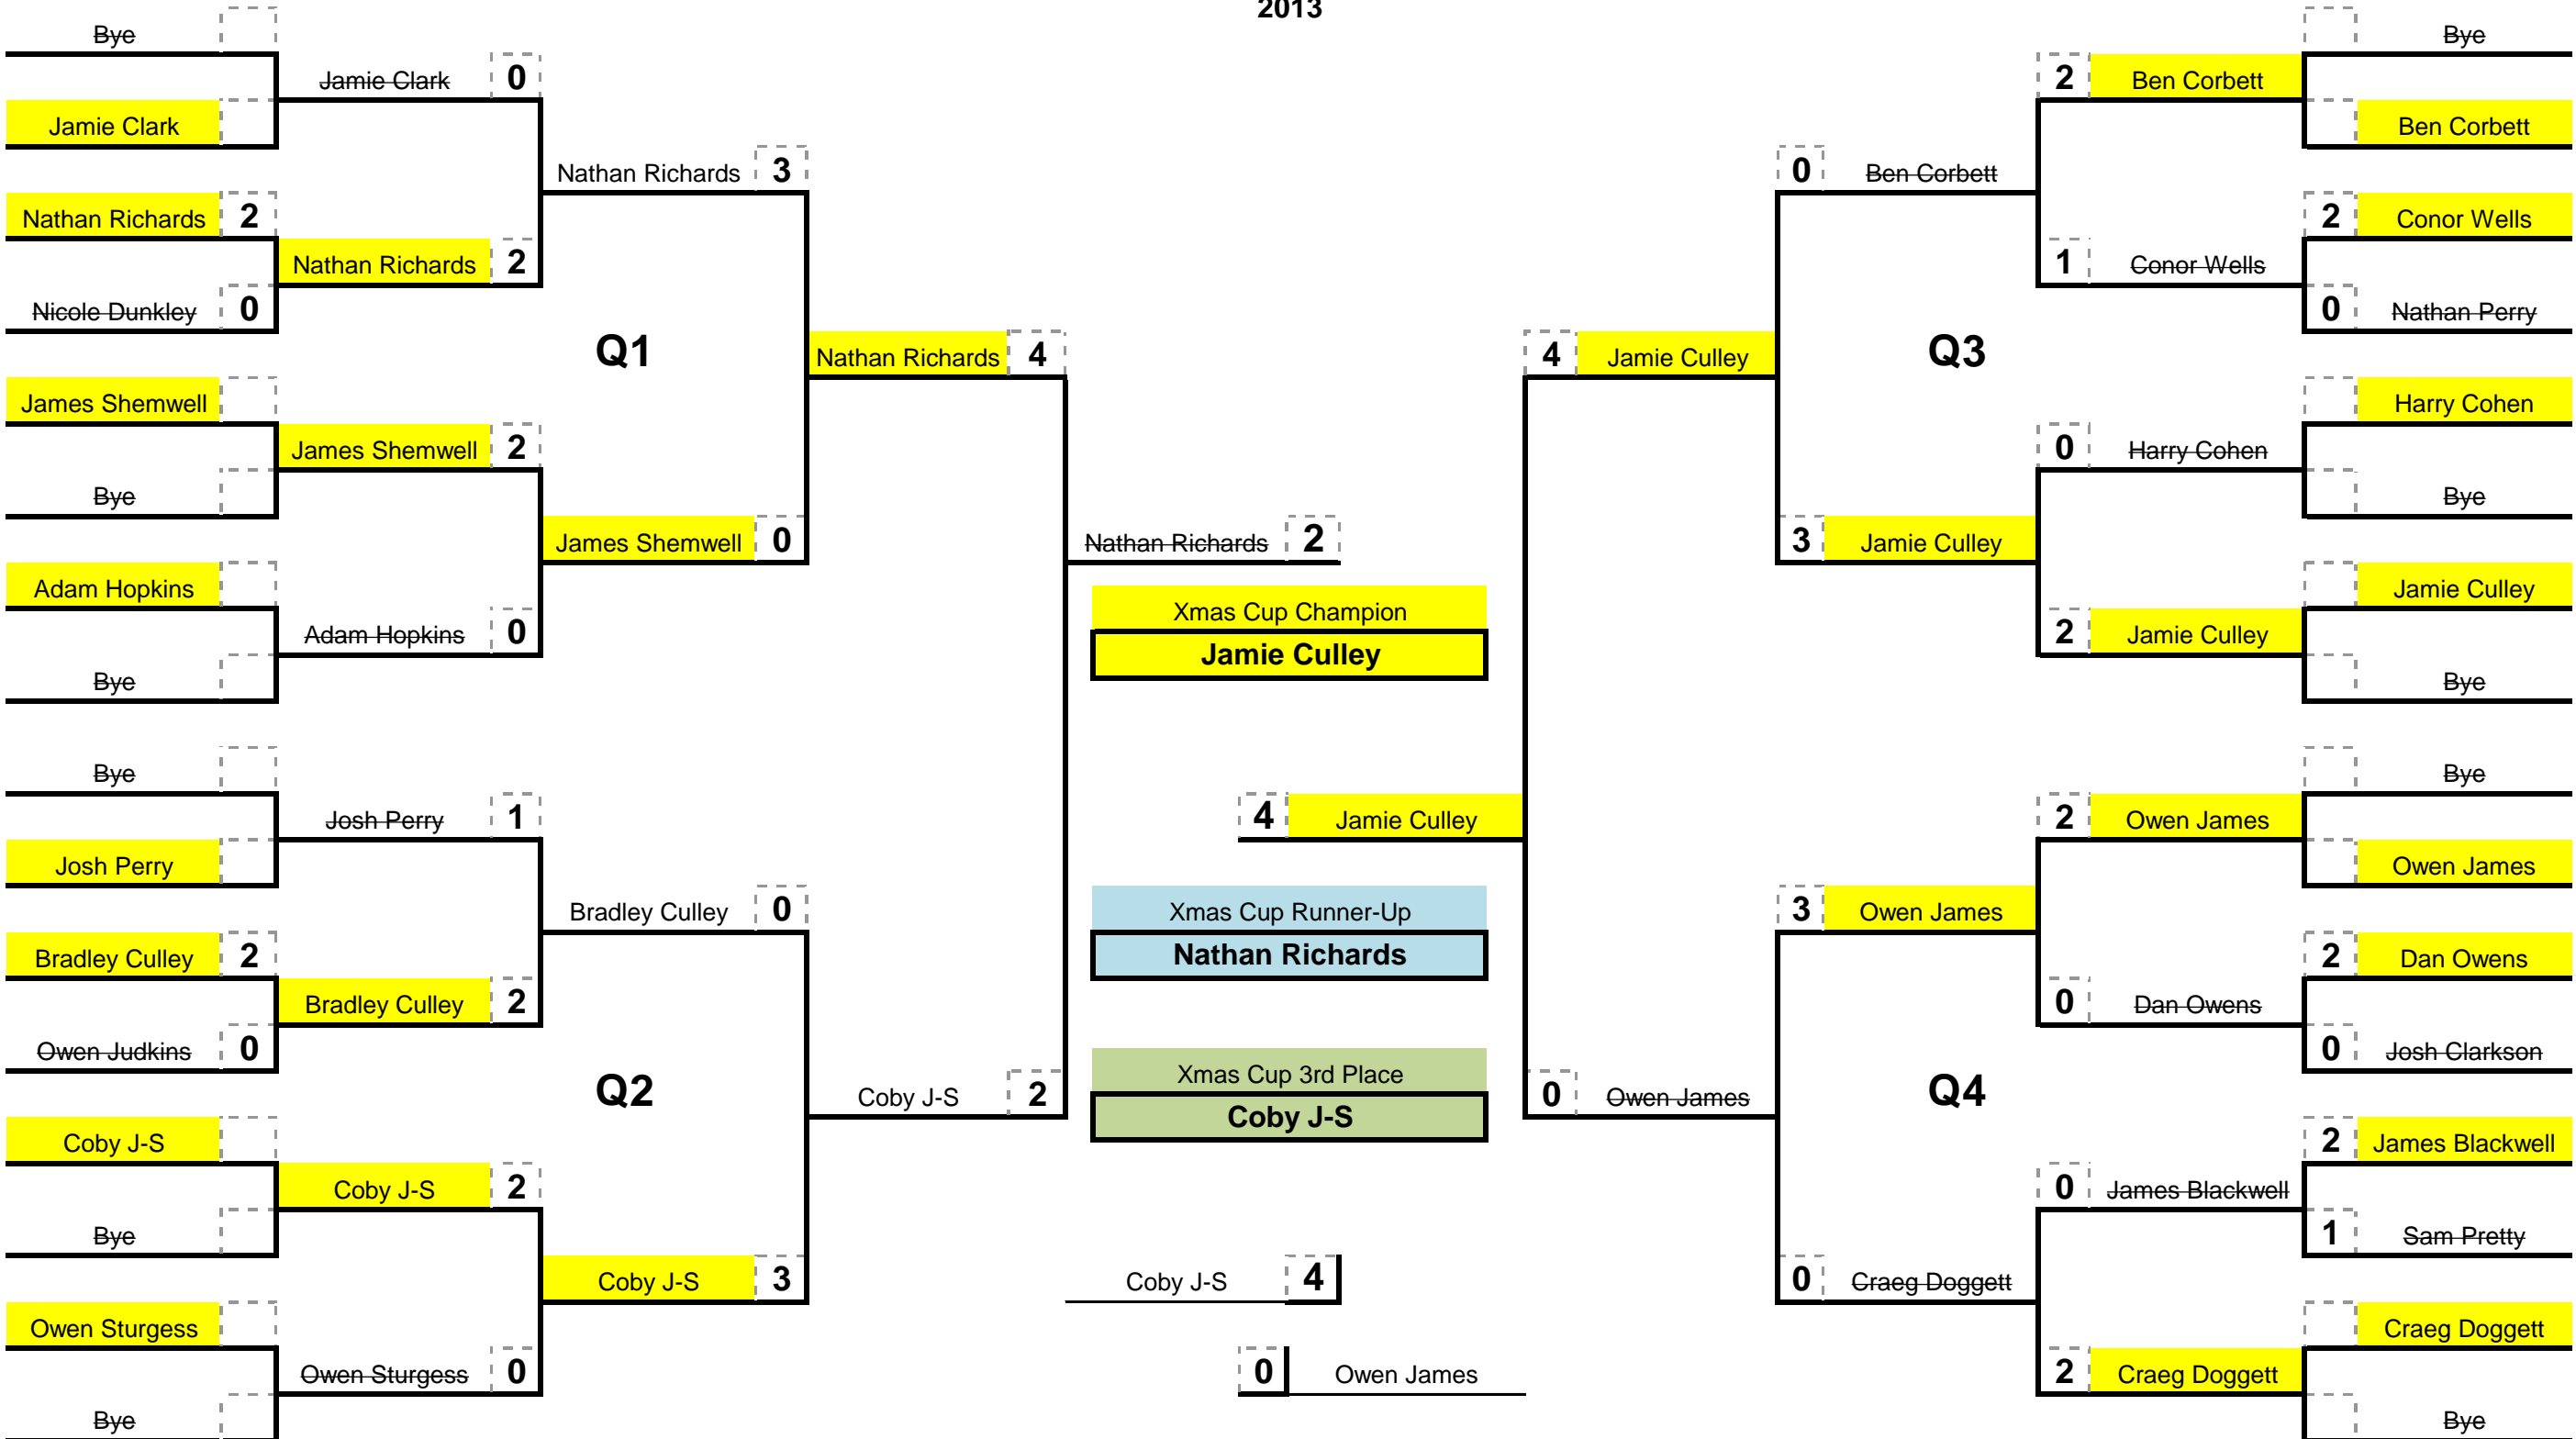 2013
Bye
Jamie Clark 0
Jamie Clark
Nathan Richards 3
Nathan Richards 2
Nathan Richards 2
Nicole Dunkley 0
Q1
Nathan Richards 4
James Shemwell
James Shemwell 2
Bye
James Shemwell 0
Adam Hopkins
Adam Hopkins 0
Bye
Bye
Josh Perry 1
Josh Perry
Bradley Culley 0
Bradley Culley 2
Bradley Culley 2
Owen Judkins 0
Q2
Coby J-S 2
Coby J-S
Coby J-S 2
Bye
Coby J-S 3
Owen Sturgess
Owen Sturgess 0
Bye
Nathan Richards 2
Xmas Cup Champion
Jamie Culley
4 Jamie Culley
Xmas Cup Runner-Up
Nathan Richards
Xmas Cup 3rd Place
Coby J-S
Coby J-S 4
0 Owen James
Bye
2 Ben Corbett
Ben Corbett
0 Ben Corbett
2 Conor Wells
1 Conor Wells
0 Nathan Perry
4 Jamie Culley
Q3
Harry Cohen
0 Harry Cohen
Bye
3 Jamie Culley
Jamie Culley
2 Jamie Culley
Bye
Bye
2 Owen James
Owen James
3 Owen James
2 Dan Owens
0 Dan Owens
0 Josh Clarkson
0 Owen James
Q4
2 James Blackwell
0 James Blackwell
1 Sam Pretty
0 Craeg Doggett
Craeg Doggett
2 Craeg Doggett
Bye